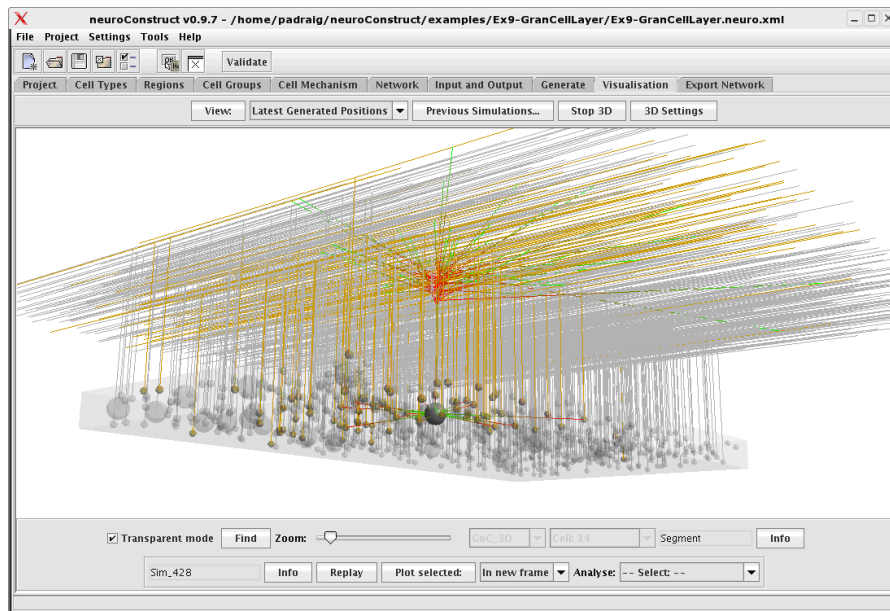 neuroConstruct v0.9.7 - /home/padraig/neuroConstruct/examples/Ex9-GranCellLayer/Ex9-GranCellLayer.neuro.xml
File Project Settings Tools Help
Validate
Project Cell Types Regions Cell Groups Cell Mechanism Network Input and Output Generate Visualisation Export Network
View: Latest Generated Positions Previous Simulations... Stop 3D 3D Settings
Transparent mode Find Zoom: GoC_3D Cell: 14 Segment Info
Sim_428 Info Replay Plot selected: In new frame Analyse: -- Select: --